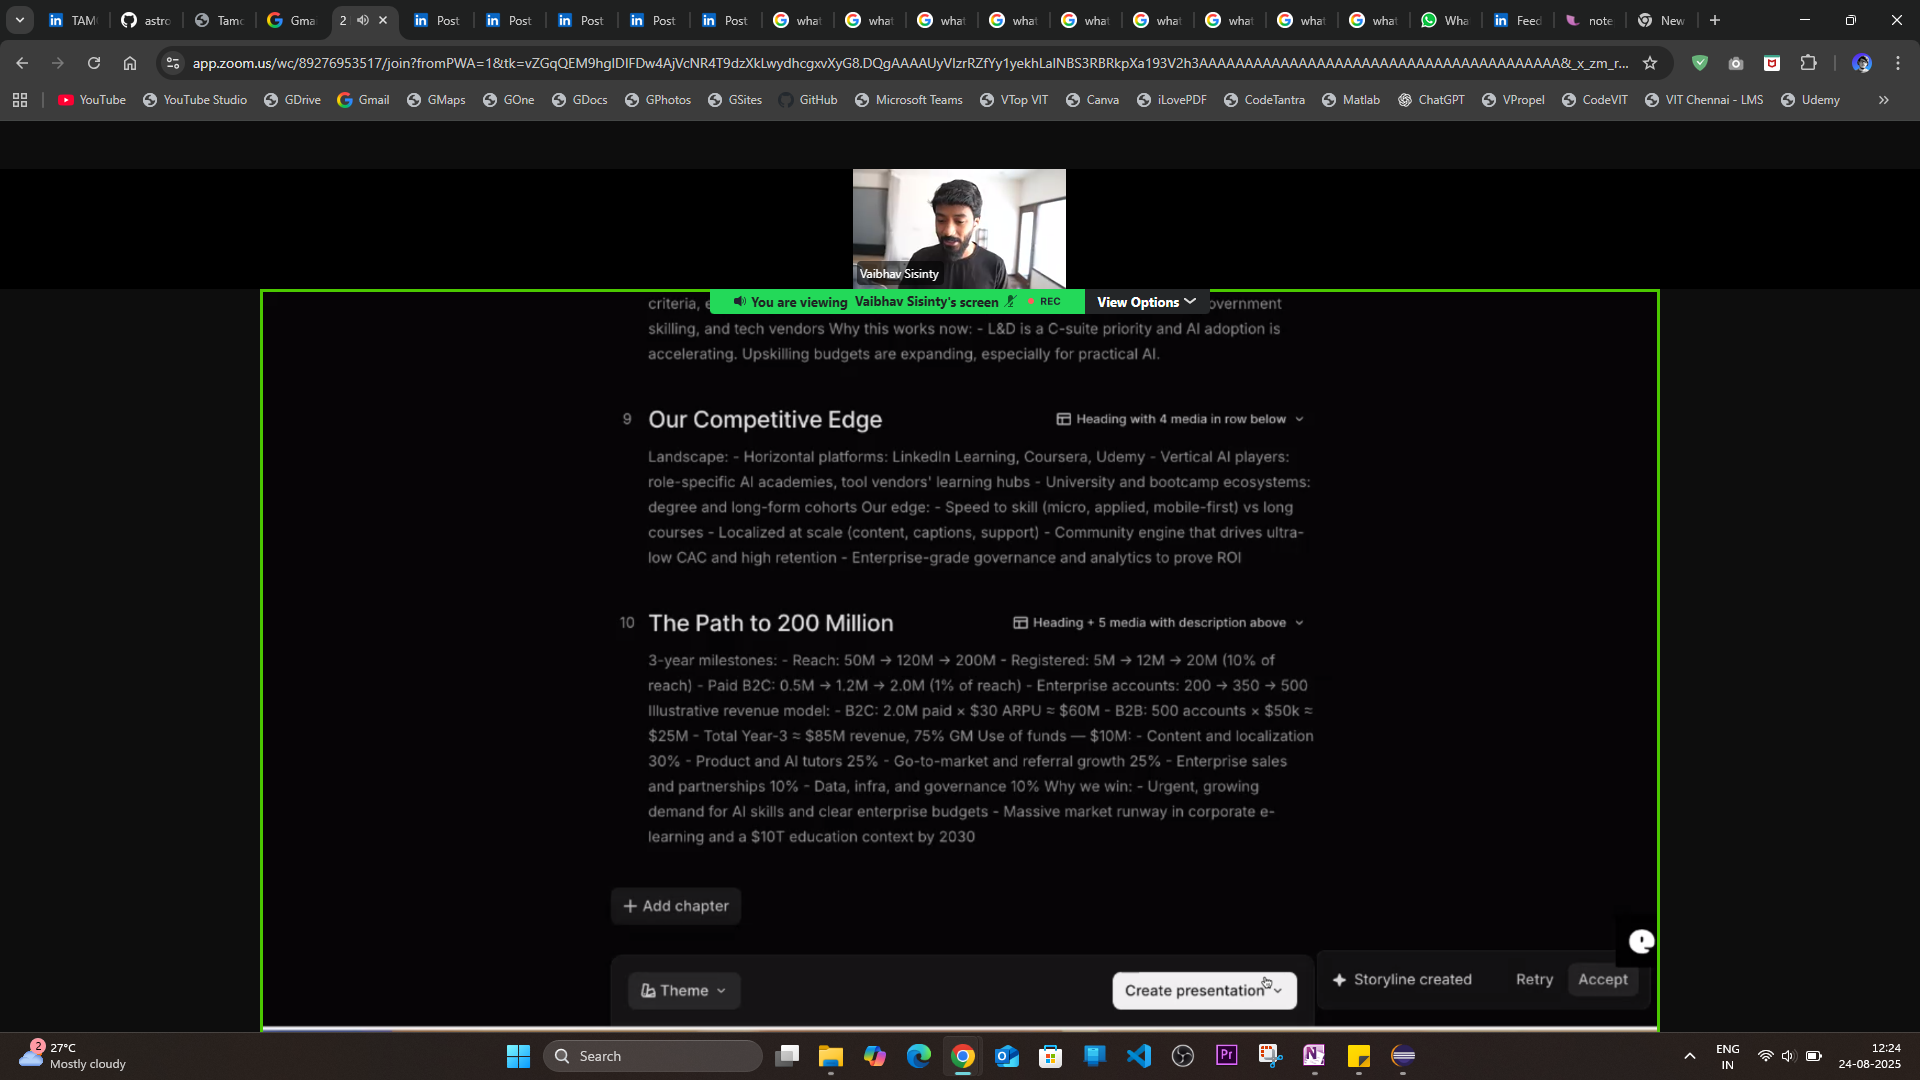 TAM
astro
Tamo
Gma
2
Post
Post
Post
Post
Post
what
what
what
what
what
what
what
what
what
Wha
Feed
note
New
app.zoom.us/wc/89276953517/join?fromPWA=1&tk=
YouTube
YouTube Studio
GDrive
Gmail
GMaps
GOne
GDocs
GPhotos
GSites
GitHub
Microsoft Teams
VTop VIT
Canva
iLovePDF
CodeTantra
Matlab
ChatGPT
VPropel
CodeVIT
VIT Chennai - LMS
Udemy
Vaibhav Sisinty
You are viewing Vaibhav Sisinty's screen
REC
View Options
criteria,
skilling, and tech vendors Why this works now: - L&D is a C-suite priority and AI adoption is
accelerating. Upskilling budgets are expanding, especially for practical AI.
9 Our Competitive Edge
Heading with 4 media in row below
Landscape: - Horizontal platforms: LinkedIn Learning, Coursera, Udemy - Vertical AI players:
role-specific AI academies, tool vendors' learning hubs - University and bootcamp ecosystems:
degree and long-form cohorts Our edge: - Speed to skill (micro, applied, mobile-first) vs long
courses - Localized at scale (content, captions, support) - Community engine that drives ultra-
low CAC and high retention - Enterprise-grade governance and analytics to prove ROI
10 The Path to 200 Million
Heading + 5 media with description above
3-year milestones: - Reach: 50M → 120M → 200M - Registered: 5M → 12M → 20M (10% of
reach) - Paid B2C: 0.5M → 1.2M → 2.0M (1% of reach) - Enterprise accounts: 200 → 350 → 500
Illustrative revenue model: - B2C: 2.0M paid × $30 ARPU ≈ $60M - B2B: 500 accounts × $50k ≈
$25M - Total Year-3 ≈ $85M revenue, 75% GM Use of funds — $10M: - Content and localization
30% - Product and AI tutors 25% - Go-to-market and referral growth 25% - Enterprise sales
and partnerships 10% - Data, infra, and governance 10% Why we win: - Urgent, growing
demand for AI skills and clear enterprise budgets - Massive market runway in corporate e-
learning and a $10T education context by 2030
+ Add chapter
Theme
Create presentation
Storyline created
Retry
Accept
2
27°C
Mostly cloudy
Search
ENG
IN
12:24
24-08-2025